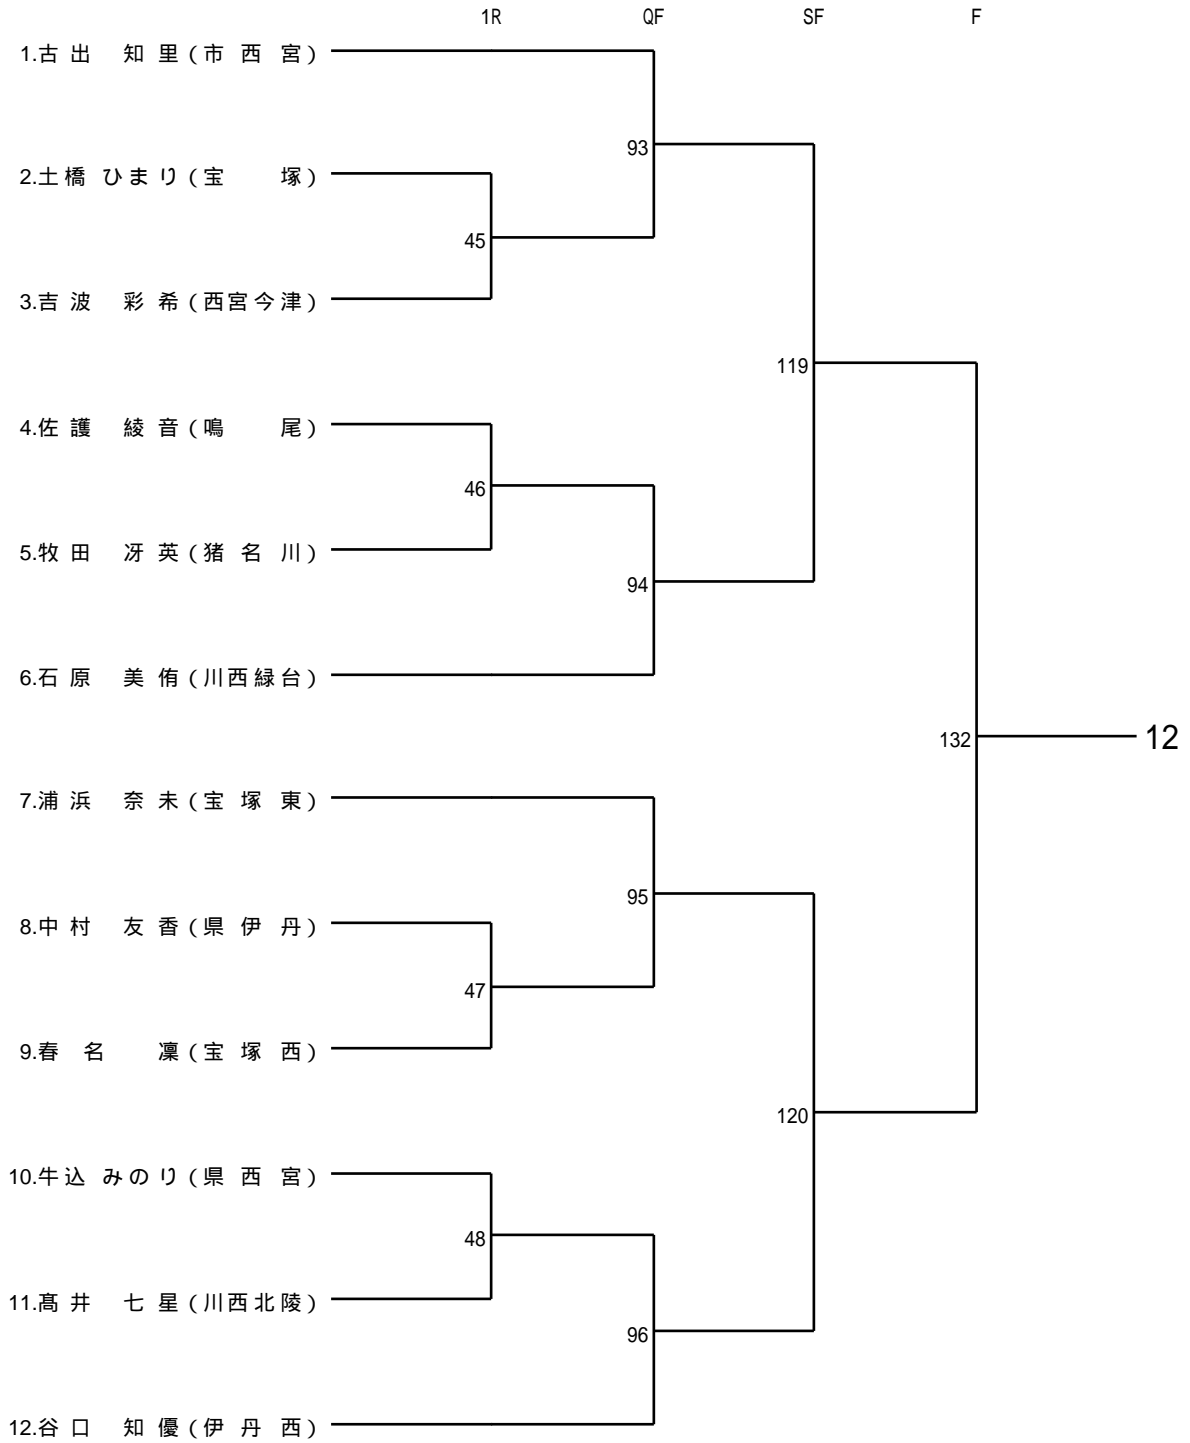 1R QF SF F
1.古出 知里(市西宮)
93
2.土橋 ひまり(宝塚)
45
3.吉波 彩希(西宮今津)
119
4.佐護 綾音(鳴尾)
46
5.牧田 冴英(猪名川)
94
6.石原 美侑(川西緑台)
132
12
7.浦浜 奈未(宝塚東)
95
8.中村 友香(県伊丹)
47
9.春名 凜(宝塚西)
120
10.牛込 みのり(県西宮)
48
11.髙井 七星(川西北陵)
96
12.谷口 知優(伊丹西)